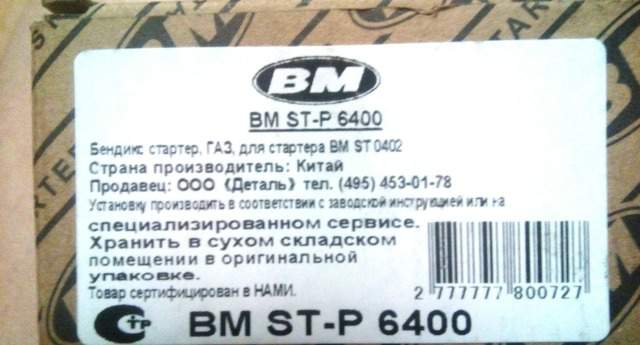 BM
BM ST-P 6400
Бендикс стартер, ГАЗ, для стартера BM ST 0402
Страна производитель: Китай
Продавец: ООО «Деталь» тел. (495) 453-01-78
Установку производить в соответствии с заводской инструкцией или на
специализированном сервисе.
Хранить в сухом складском
помещении в оригинальной
упаковке.
Товар сертифицирован в НАМИ.
2 777777 800727
BM ST-P 6400